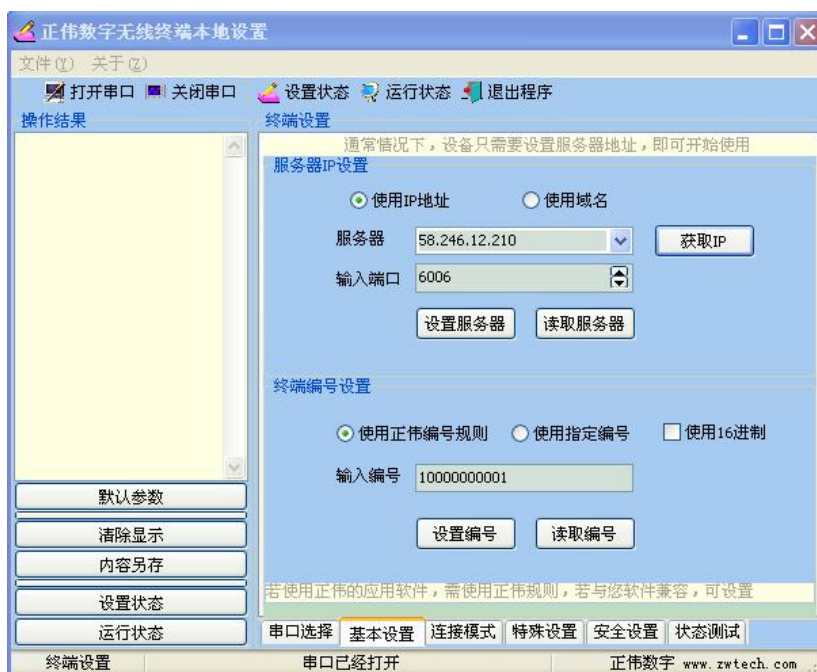 正伟数字无线终端本地设置
文件(Y) 关于(Z)
打开串口 关闭串口 设置状态 运行状态 退出程序
操作结果
终端设置
通常情况下，设备只需要设置服务器地址，即可开始使用
服务器IP设置
使用IP地址 使用域名
服务器 58.246.12.210 获取IP
输入端口 6006
设置服务器 读取服务器
终端编号设置
使用正伟编号规则 使用指定编号 使用16进制
输入编号 10000000001
设置编号 读取编号
若使用正伟的应用软件，需使用正伟规则，若与您软件兼容，可设置
默认参数
清除显示
内容另存
设置状态
运行状态
串口选择 基本设置 连接模式 特殊设置 安全设置 状态测试
终端设置 串口已经打开 正伟数字 www.zwtech.com